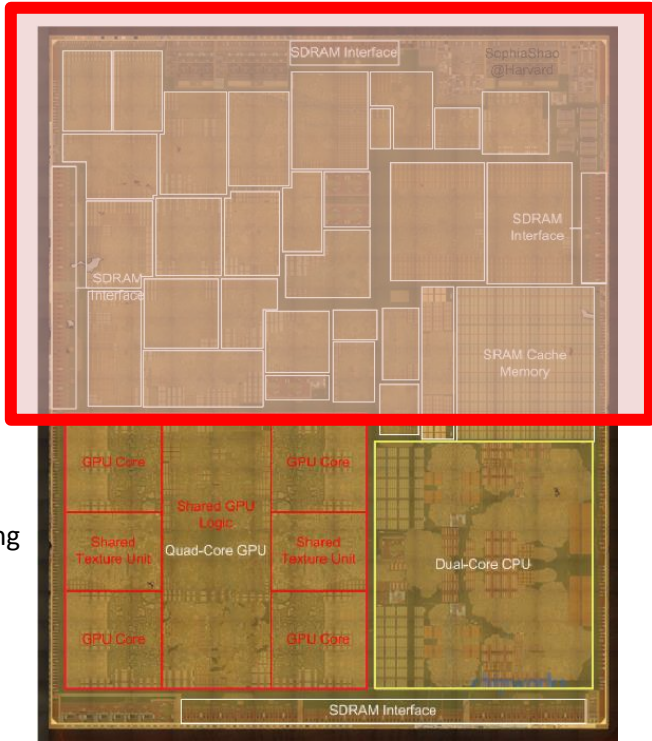 SDRAM Interface
SophiaShao
@Harvard
SDRAM
Interface
SDRAM
Interface
SRAM Cache
Memory
GPU Core
GPU Core
Shared GPU
Logic
ng
Shared
Texture Unit
Quad-Core GPU
Shared
Texture Unit
Dual-Core CPU
GPU Core
GPU Core
SDRAM Interface